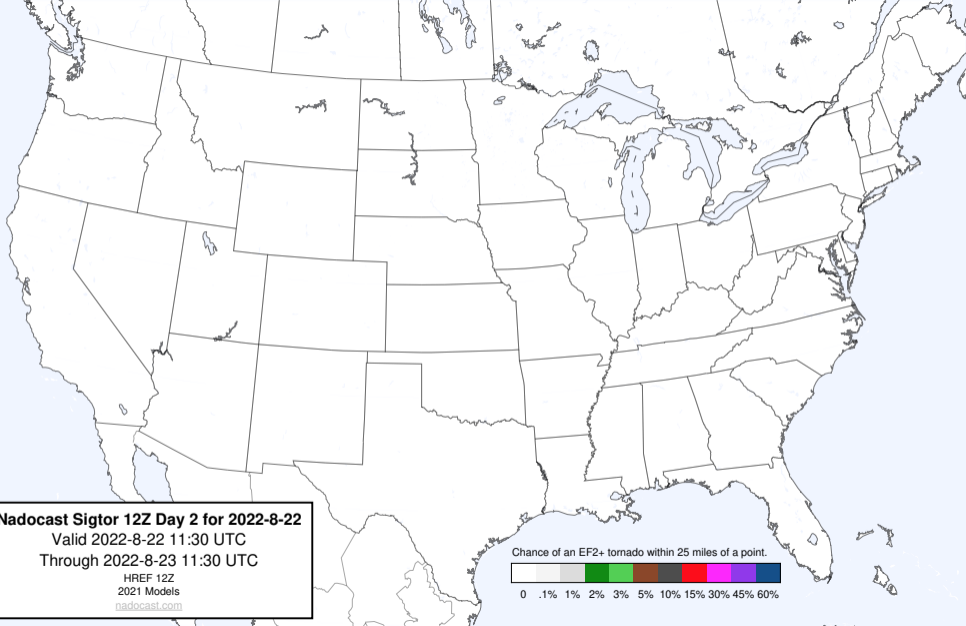 Nadocast Sigtor 12Z Day 2 for 2022-8-22
Valid 2022-8-22 11:30 UTC
Through 2022-8-23 11:30 UTC
HREF 12Z
2021 Models
nadocast.com
Chance of an EF2+ tornado within 25 miles of a point.
0 .1% 1% 2% 3% 5% 10% 15% 30% 45% 60%